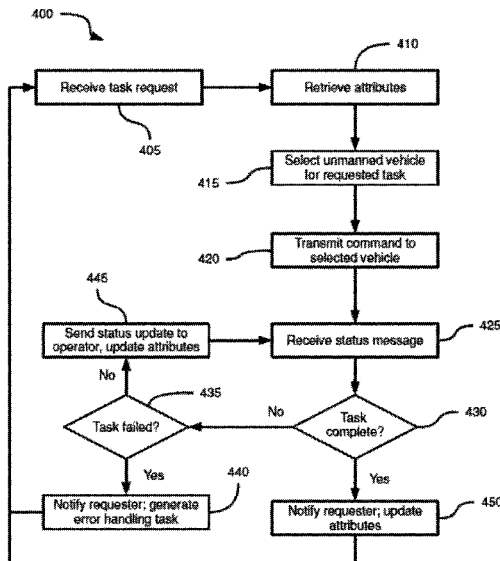 400
410
Receive task request
Retrieve attributes
405
Select unmanned vehicle
for requested task
415
Transmit command to
selected vehicle
420
445
Send status update to
operator, update attributes
Receive status message
425
No
435
Task failed?
No
Task
complete?
430
Yes
440
Yes
Notify requester; generate
error handling task
Notify requester; update
attributes
450